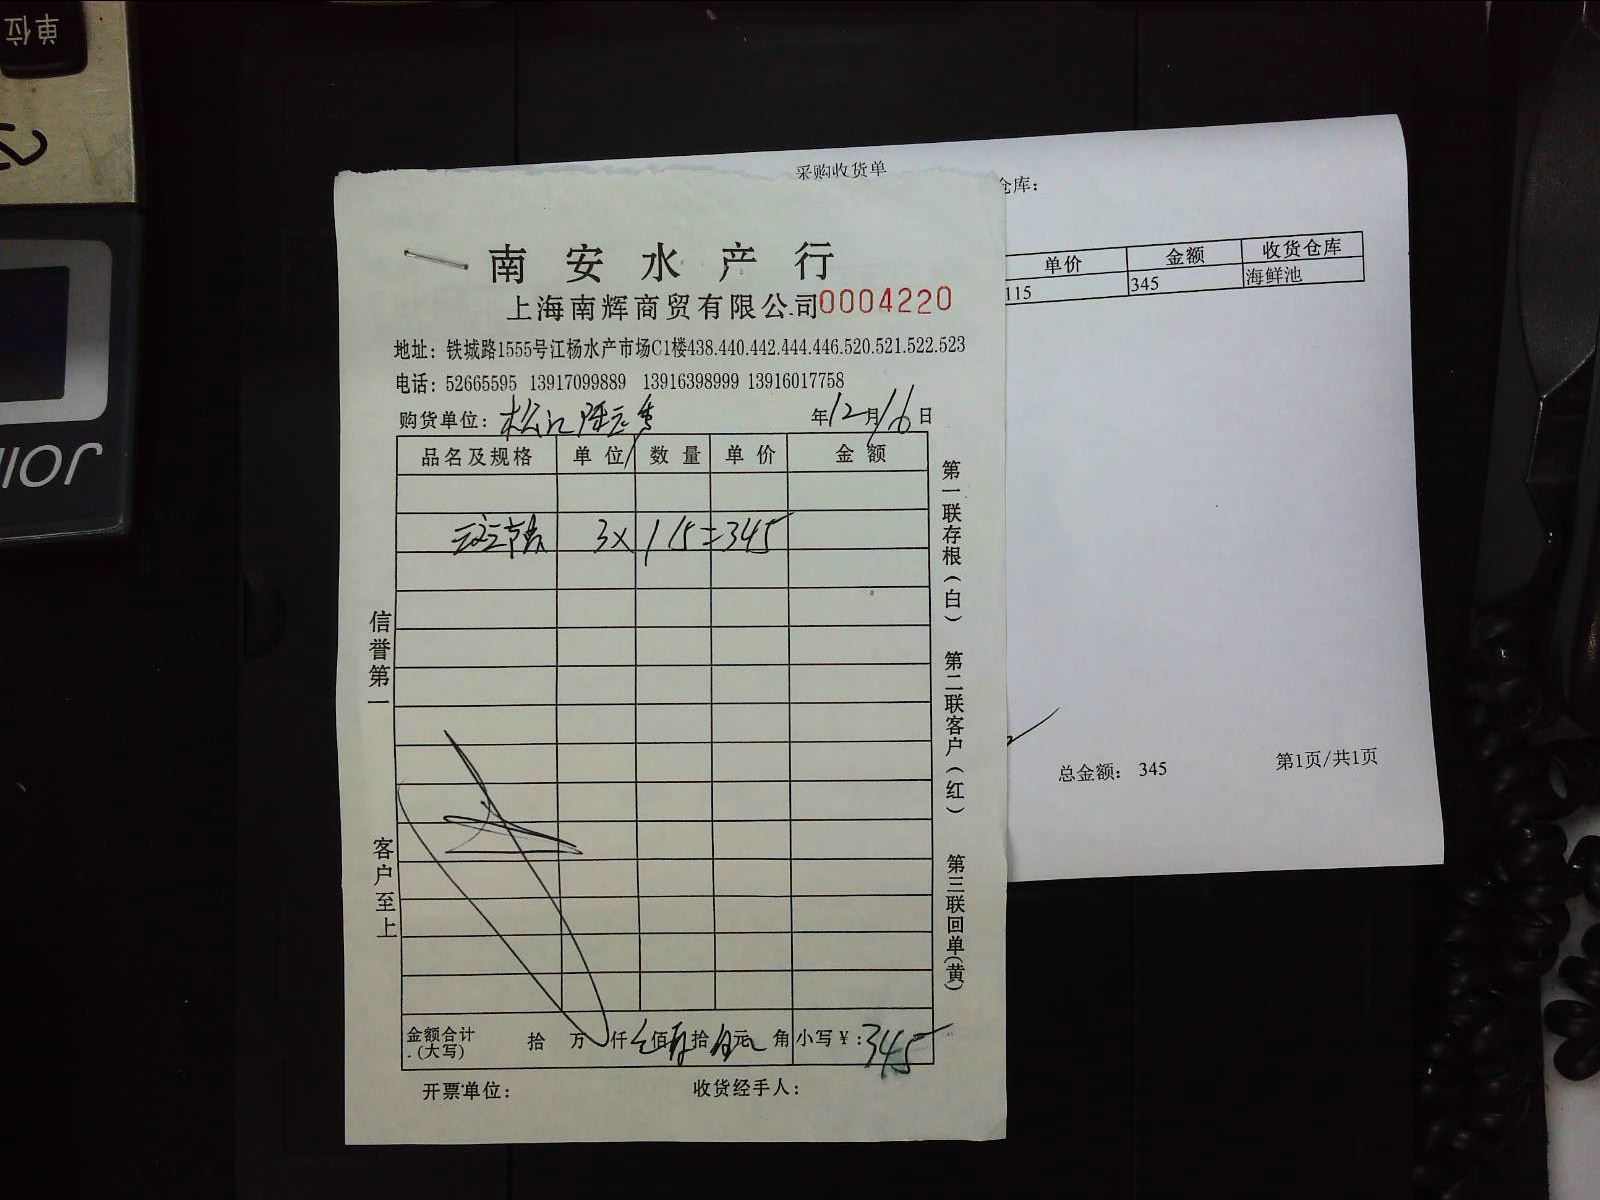 单位
JOII
采购收货单
仓库：
单价 金额 收货仓库
115 345 海鲜池
总金额： 345 第1页/共1页
南安水产行
上海南辉商贸有限公司 0004220
地址：铁城路1555号江杨水产市场C1楼438.440.442.444.446.520.521.522.523
电话：52665595 13917099889 13916398999 13916017758
购货单位：松江 年12月16日
品名及规格 单位 数量 单价 金额
3×115=345
信誉第一
客户至上
第一联存根（白）
第二联客户（红）
第三联回单（黄）
金额合计（大写） 拾 万 仟 佰 拾 元 角 小写￥：345
开票单位： 收货经手人：